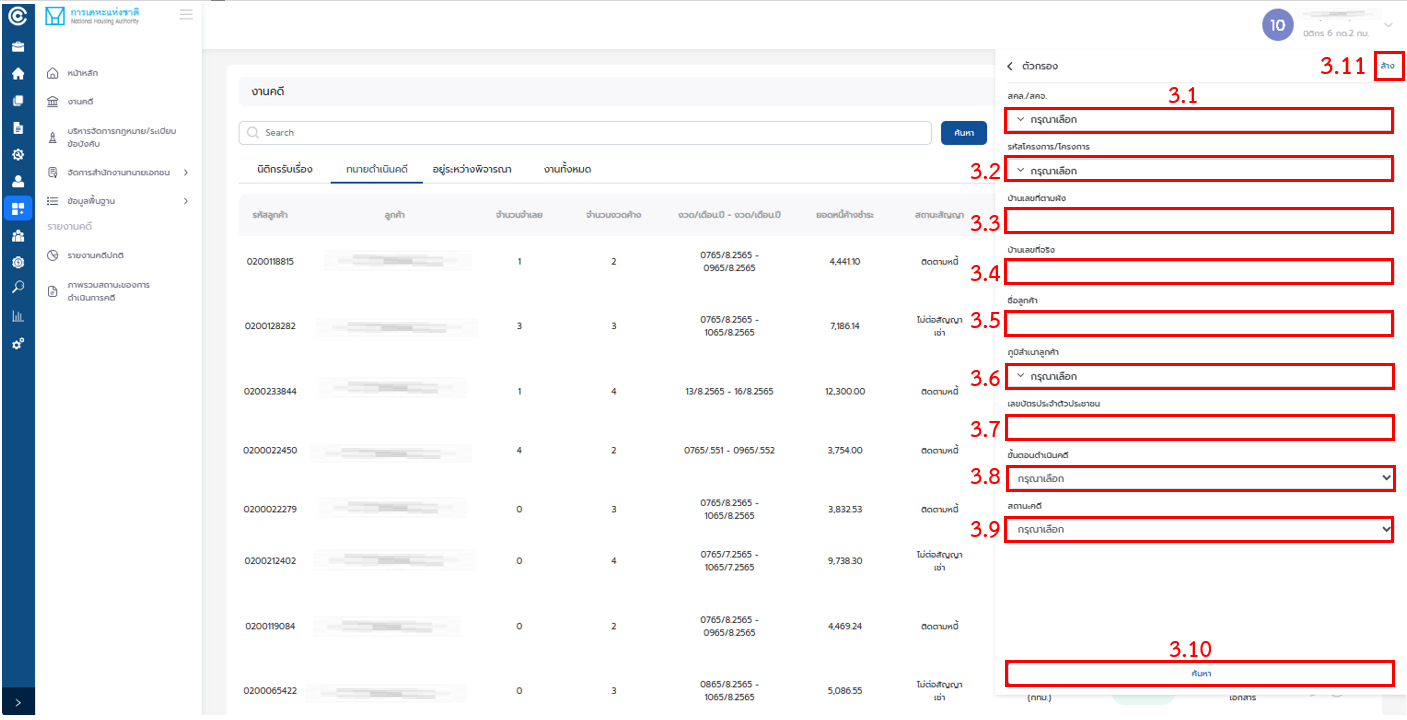 การเคหะแห่งชาติ
National Housing Authority
10
นิติกร 6 กด.2 กม.
หน้าหลัก
งานคดี
บริหารจัดการกฎหมาย/ระเบียบ
ข้อบังคับ
จัดการสำนักงานทนายเอกชน
ข้อมูลพื้นฐาน
รายงานคดี
รายงานคดีปกติ
ภาพรวมสถานะของการ
ดำเนินการคดี
งานคดี
Search
ค้นหา
นิติกรรับเรื่อง ทนายดำเนินคดี อยู่ระหว่างพิจารณา งานทั้งหมด
รหัสลูกค้า ลูกค้า จำนวนจำเลย จำนวนงวดค้าง งวด/เดือน.ปี - งวด/เดือน.ปี ยอดหนี้ค้างชำระ สถานะสัญญา
0200118815 1 2 0765/8.2565 -
0965/8.2565 4,441.10 ติดตามหนี้
0200128282 3 3 0765/8.2565 -
1065/8.2565 7,186.14 ไม่ต่อสัญญา
เช่า
0200233844 1 4 13/8.2565 - 16/8.2565 12,300.00 ติดตามหนี้
0200022450 4 2 0765/.551 - 0965/.552 3,754.00 ติดตามหนี้
0200022279 0 3 0765/8.2565 -
1065/8.2565 3,832.53 ติดตามหนี้
0200212402 0 4 0765/7.2565 -
1065/7.2565 9,738.30 ไม่ต่อสัญญา
เช่า
0200119084 0 2 0765/8.2565 -
0965/8.2565 4,469.24 ติดตามหนี้
0200065422 0 3 0865/8.2565 -
1065/8.2565 5,086.55 ไม่ต่อสัญญา
เช่า
(กทม.) เอกสาร
ตัวกรอง 3.11 ล้าง
สคล./สคจ. 3.1
กรุณาเลือก
รหัสโครงการ/โครงการ
3.2 กรุณาเลือก
บ้านเลขที่ตามผัง
3.3
บ้านเลขที่จริง
3.4
ชื่อลูกค้า
3.5
ภูมิลำเนาลูกค้า
3.6 กรุณาเลือก
เลขบัตรประจำตัวประชาชน
3.7
ขั้นตอนดำเนินคดี
3.8 กรุณาเลือก
สถานะคดี
3.9 กรุณาเลือก
3.10
ค้นหา